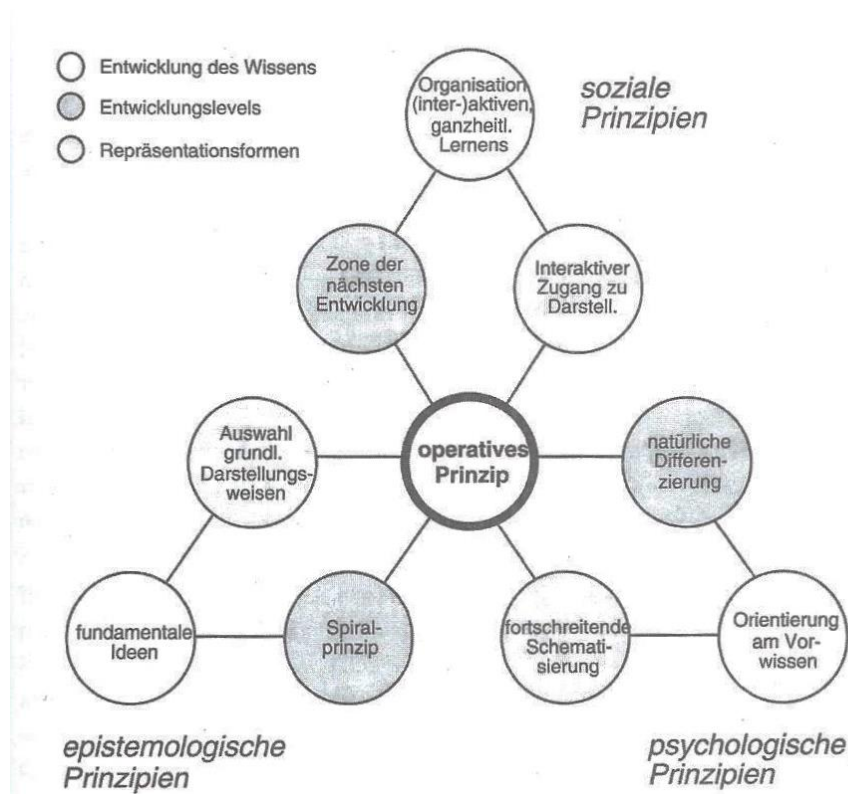 Entwicklung des Wissens
Entwicklungslevels
Repräsentationsformen
Organisation
(inter-)aktiven,
ganzheitl.
Lernens
soziale
Prinzipien
Zone der
nächsten
Entwicklung
Interaktiver
Zugang zu
Darstell.
Auswahl
grundl.
Darstellungs-
weisen
operatives
Prinzip
natürliche
Differen-
zierung
fundamentale
Ideen
Spiral-
prinzip
fortschreitende
Schemati-
sierung
Orientierung
am Vor-
wissen
epistemologische
Prinzipien
psychologische
Prinzipien